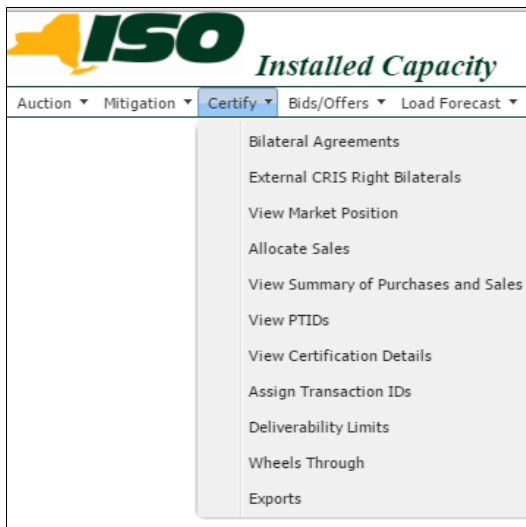 ISO
Installed Capacity
Auction Mitigation Certify Bids/Offers Load Forecast
Bilateral Agreements
External CRIS Right Bilaterals
View Market Position
Allocate Sales
View Summary of Purchases and Sales
View PTIDs
View Certification Details
Assign Transaction IDs
Deliverability Limits
Wheels Through
Exports